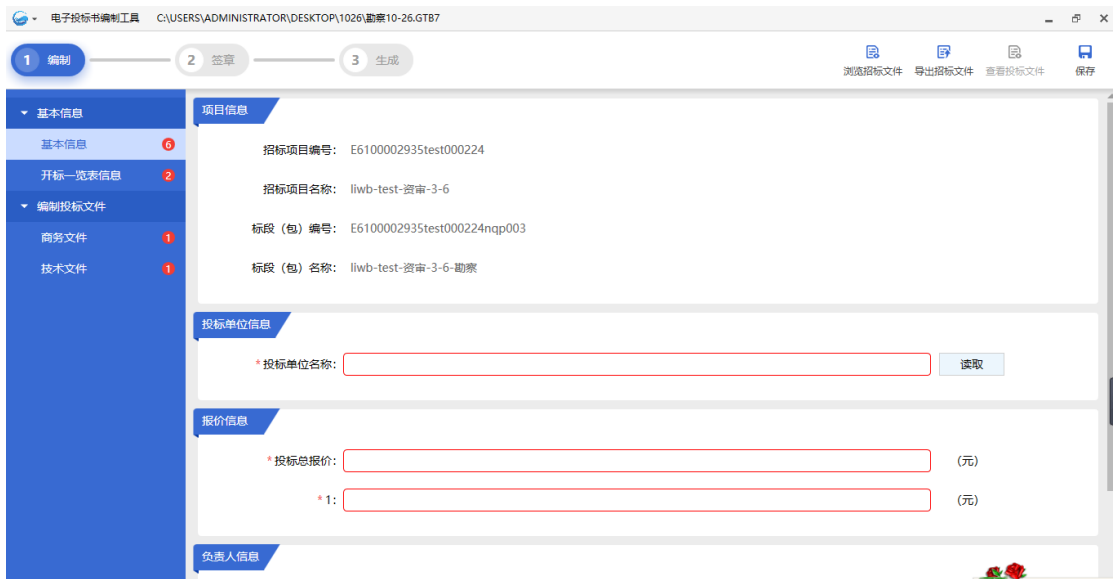 电子投标书编制工具 C:\USERS\ADMINISTRATOR\DESKTOP\1026\勘察10-26.GTB7
1 编制 2 签章 3 生成
浏览招标文件 导出招标文件 查看投标文件 保存
基本信息
基本信息 6
开标一览表信息 2
编制投标文件
商务文件 1
技术文件 1
项目信息
招标项目编号： E6100002935test000224
招标项目名称： liwb-test-资审-3-6
标段（包）编号： E6100002935test000224nqp003
标段（包）名称： liwb-test-资审-3-6-勘察
投标单位信息
*投标单位名称： 读取
报价信息
*投标总报价： (元)
*1： (元)
负责人信息